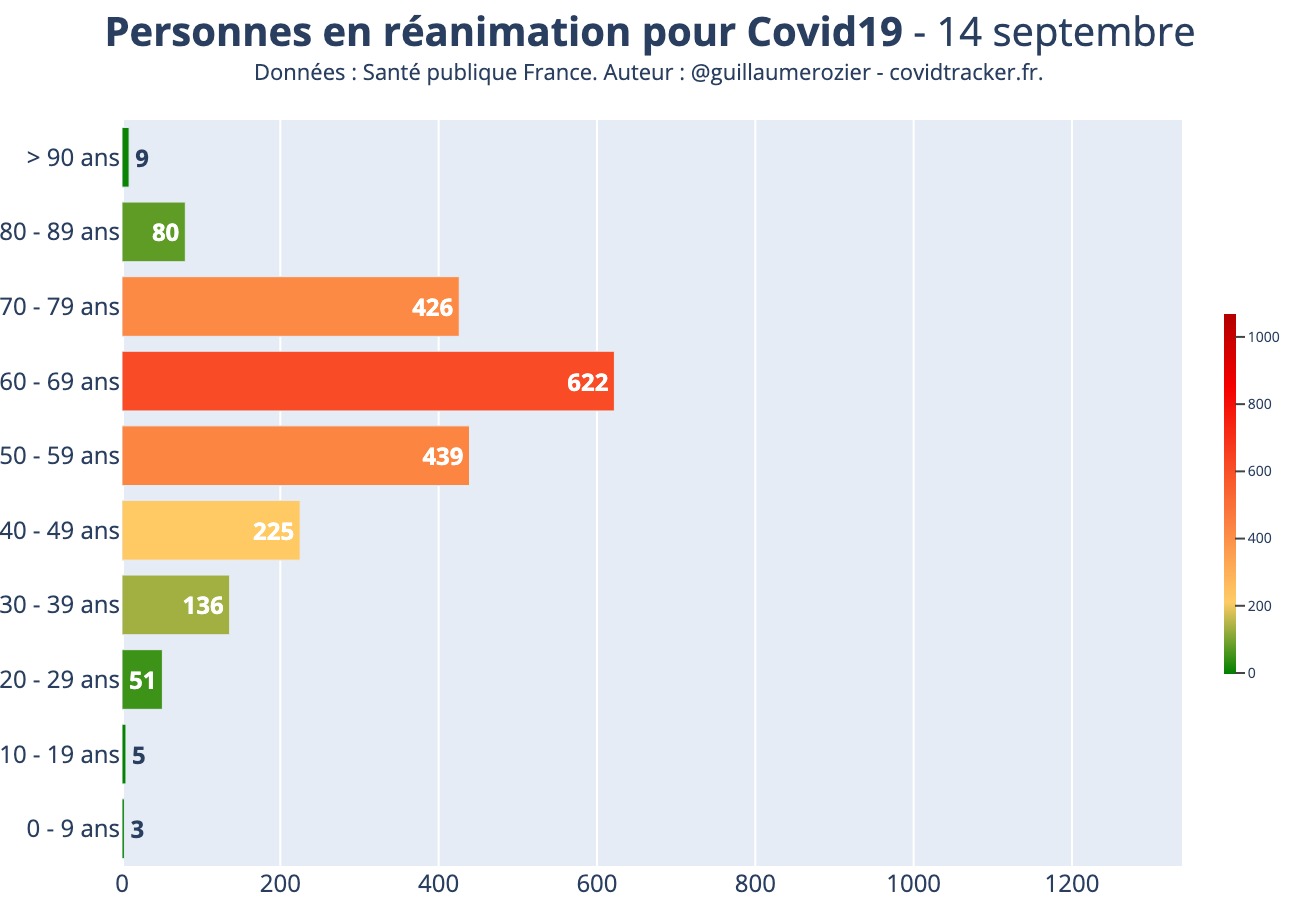 Personnes en réanimation pour Covid19 - 14 septembre
Données : Santé publique France. Auteur : @guillaumerozier - covidtracker.fr.
> 90 ans 9
80 - 89 ans 80
70 - 79 ans 426
60 - 69 ans 622
50 - 59 ans 439
40 - 49 ans 225
30 - 39 ans 136
20 - 29 ans 51
10 - 19 ans 5
0 - 9 ans 3
0 200 400 600 800 1000 1200
1000
800
600
400
200
0